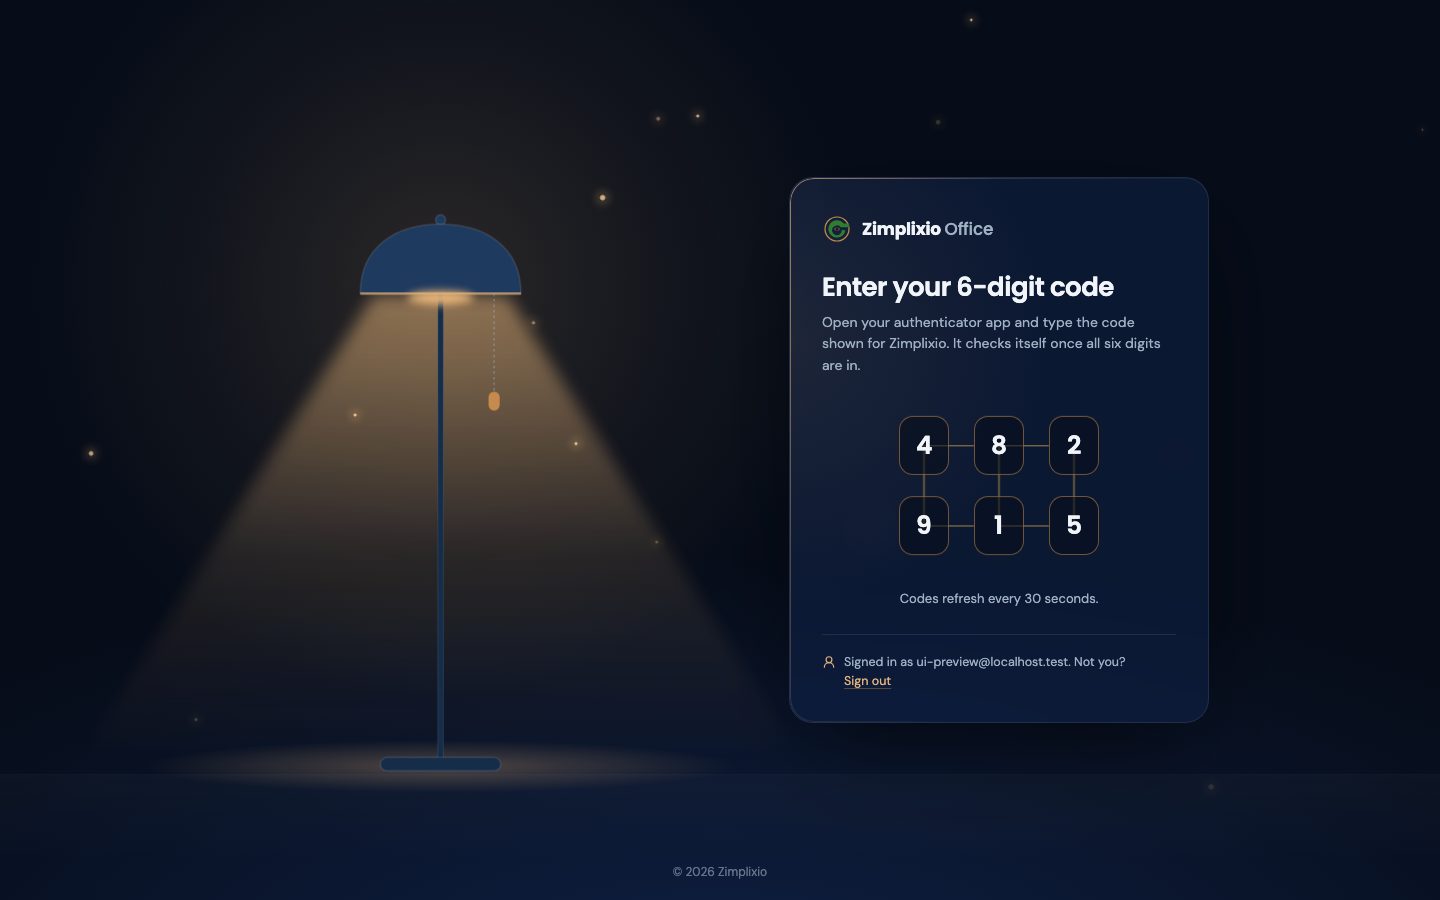 Zimplixio Office
Enter your 6-digit code
Open your authenticator app and type the code
shown for Zimplixio. It checks itself once all six digits
are in.
4 8 2
9 1 5
Codes refresh every 30 seconds.
Signed in as ui-preview@localhost.test. Not you?
Sign out
© 2026 Zimplixio